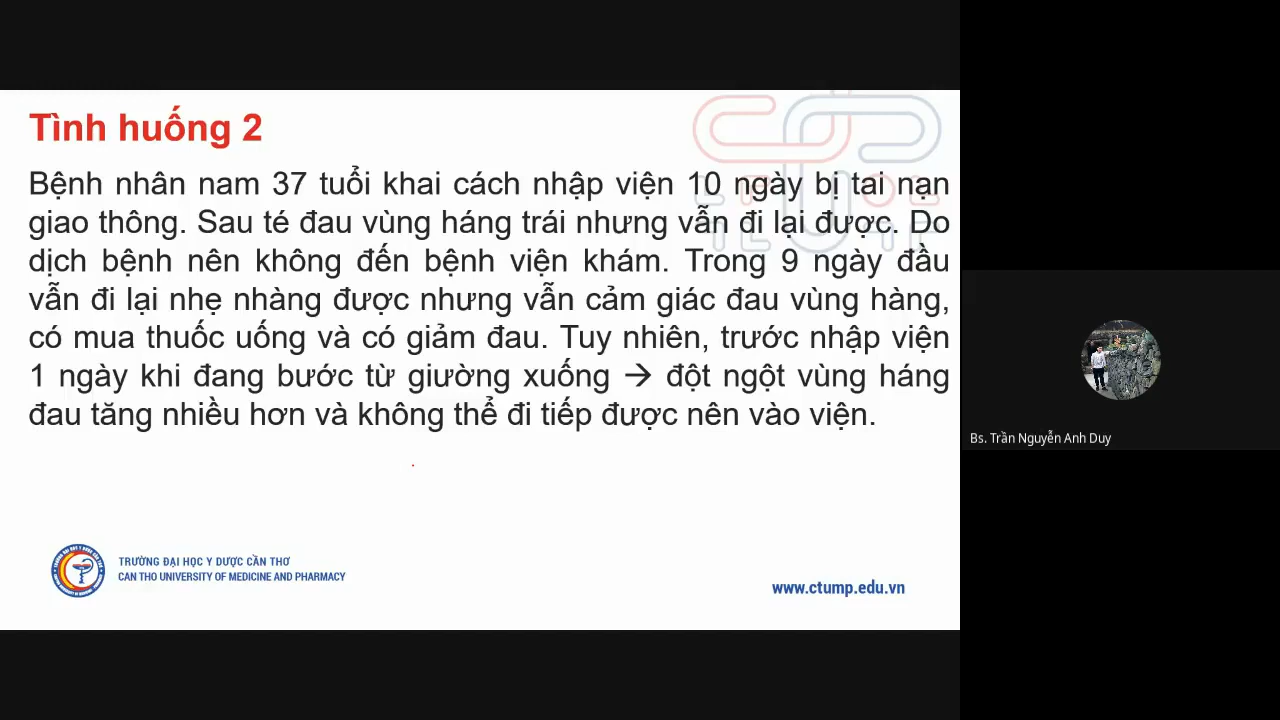 Tình huống 2
Bệnh nhân nam 37 tuổi khai cách nhập viện 10 ngày bị tai nạn
giao thông. Sau té đau vùng háng trái nhưng vẫn đi lại được. Do
dịch bệnh nên không đến bệnh viện khám. Trong 9 ngày đầu
vẫn đi lại nhẹ nhàng được nhưng vẫn cảm giác đau vùng hàng,
có mua thuốc uống và có giảm đau. Tuy nhiên, trước nhập viện
1 ngày khi đang bước từ giường xuống → đột ngột vùng háng
đau tăng nhiều hơn và không thể đi tiếp được nên vào viện.
TRƯỜNG ĐẠI HỌC Y DƯỢC CẦN THƠ
CAN THO UNIVERSITY OF MEDICINE AND PHARMACY
www.ctump.edu.vn
Bs. Trần Nguyễn Anh Duy